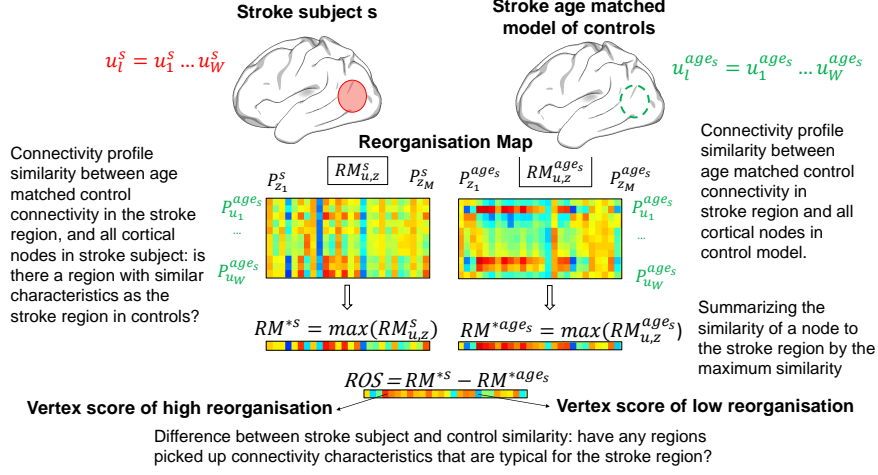 Stroke subject s
Stroke age matched
model of controls
u_l^s = u_1^s … u_W^s
u_l^{age_s} = u_1^{age_s} … u_W^{age_s}
Reorganisation Map
Connectivity profile
similarity between age
matched control
connectivity in the stroke
region, and all cortical
nodes in stroke subject: is
there a region with similar
characteristics as the
stroke region in controls?
P_{z_1}^s
RM_{u,z}^s
P_{z_M}^s
P_{u_1}^{age_s}
...
P_{u_W}^{age_s}
P_{z_1}^{age_s}
RM_{u,z}^{age_s}
P_{z_M}^{age_s}
P_{u_1}^{age_s}
...
P_{u_W}^{age_s}
Connectivity profile
similarity between
age matched control
connectivity in
stroke region and all
cortical nodes in
control model.
RM^{*s} = max(RM_{u,z}^s)
RM^{*age_s} = max(RM_{u,z}^{age_s})
Summarizing the
similarity of a node to
the stroke region by the
maximum similarity
ROS = RM^{*s} − RM^{*age_s}
Vertex score of high reorganisation
Vertex score of low reorganisation
Difference between stroke subject and control similarity: have any regions
picked up connectivity characteristics that are typical for the stroke region?